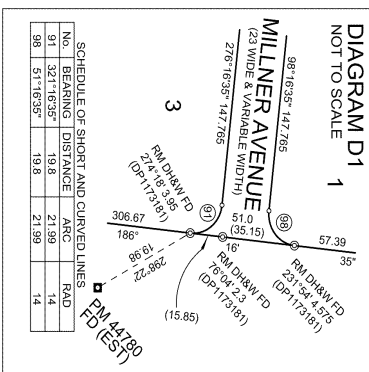 DIAGRAM D1
NOT TO SCALE
1
98°16'35" 147.765
MILLNER AVENUE
(23 WIDE & VARIABLE WIDTH)
276°16'35" 147.765
3
57.39
35"
98
RM DH&W FD
231°54' 4.575
(DP1173181)
51.0
(35.15)
16'
RM DH&W FD
76°04' 2.3
(DP1173181)
91
(15.85)
RM DH&W FD
274°18' 3.95
(DP1173181)
306.67
186°
298°22'
19.98
PM 44780
FD (EST)
SCHEDULE OF SHORT AND CURVED LINES
No. BEARING DISTANCE ARC RAD
91 321°16'35" 19.8 21.99 14
98 51°16'35" 19.8 21.99 14